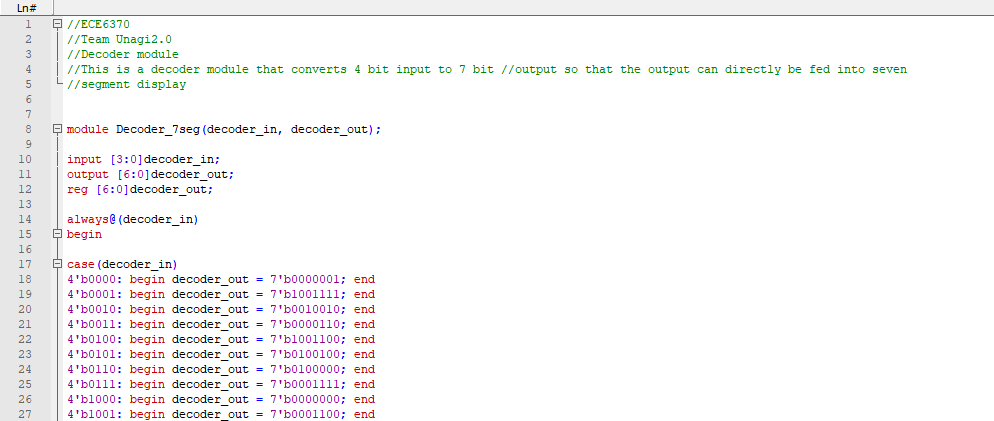 Ln#
1 //ECE6370
2 //Team Unagi2.0
3 //Decoder module
4 //This is a decoder module that converts 4 bit input to 7 bit //output so that the output can directly be fed into seven
5 //segment display
6
7
8 module Decoder_7seg(decoder_in, decoder_out);
9
10 input [3:0]decoder_in;
11 output [6:0]decoder_out;
12 reg [6:0]decoder_out;
13
14 always@(decoder_in)
15 begin
16
17 case(decoder_in)
18 4'b0000: begin decoder_out = 7'b0000001; end
19 4'b0001: begin decoder_out = 7'b1001111; end
20 4'b0010: begin decoder_out = 7'b0010010; end
21 4'b0011: begin decoder_out = 7'b0000110; end
22 4'b0100: begin decoder_out = 7'b1001100; end
23 4'b0101: begin decoder_out = 7'b0100100; end
24 4'b0110: begin decoder_out = 7'b0100000; end
25 4'b0111: begin decoder_out = 7'b0001111; end
26 4'b1000: begin decoder_out = 7'b0000000; end
27 4'b1001: begin decoder_out = 7'b0001100; end